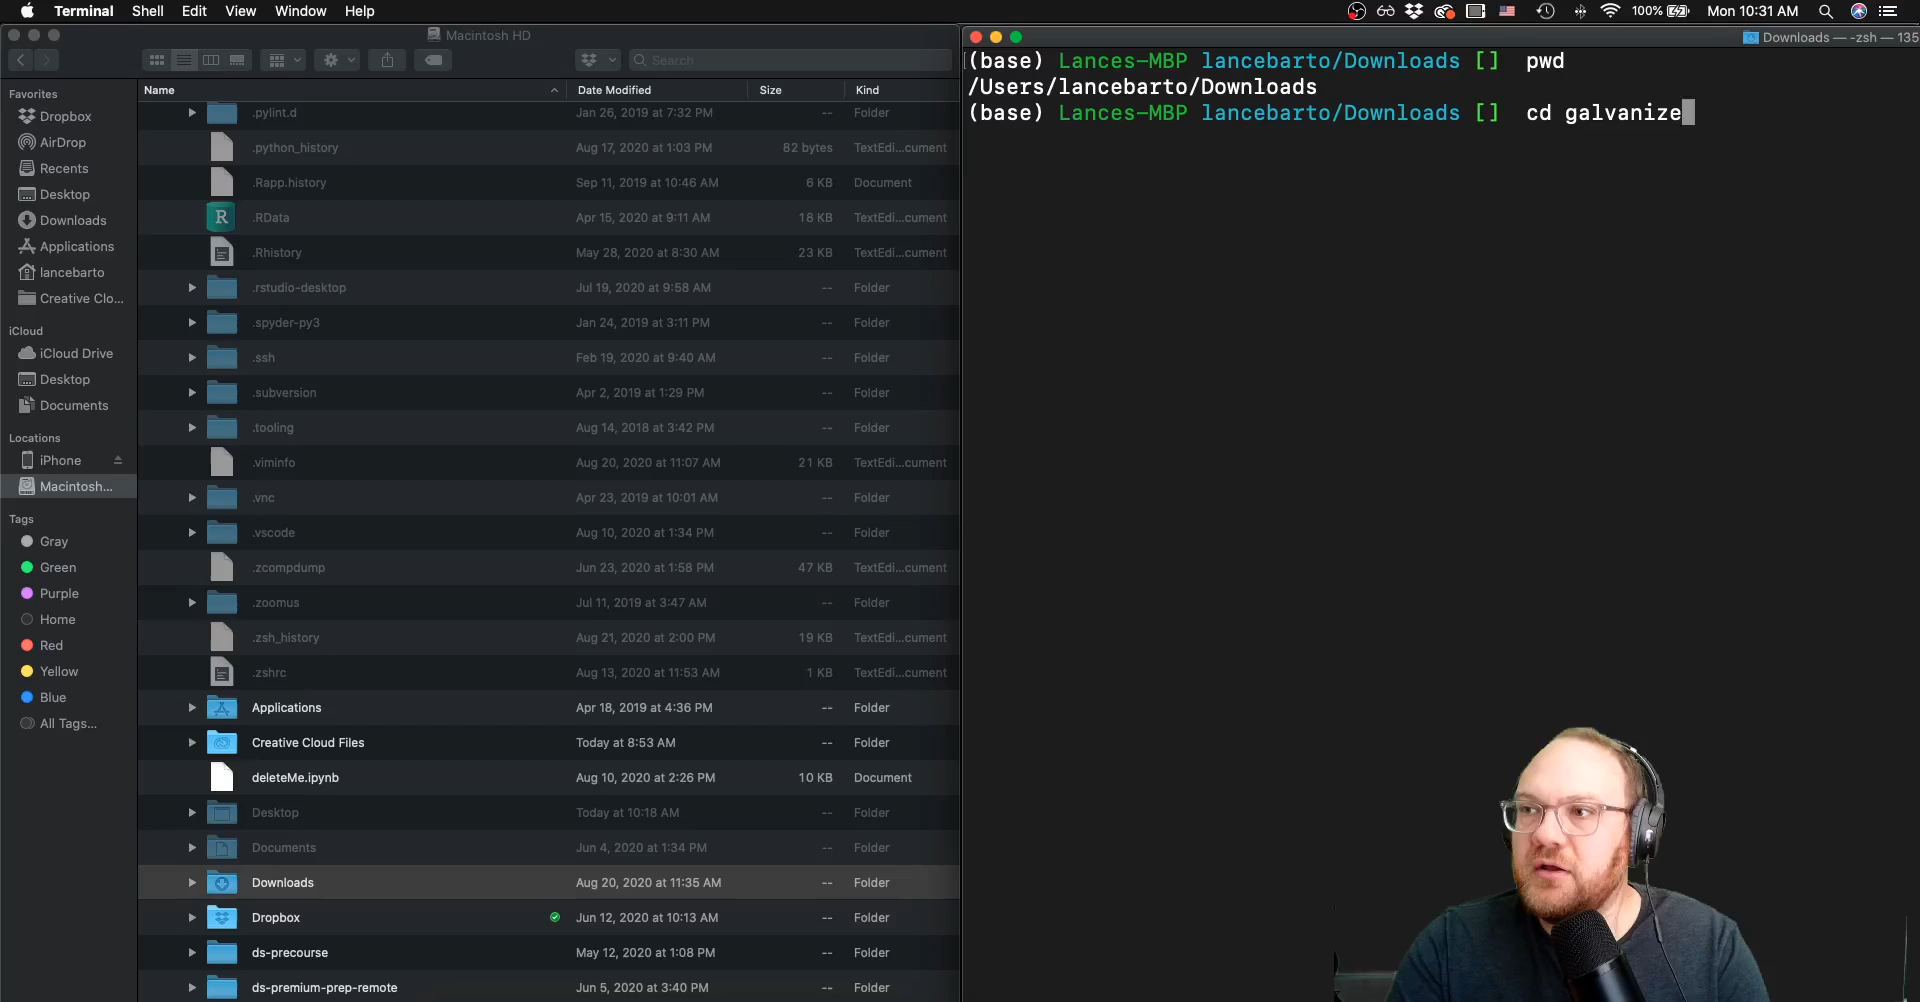 Terminal Shell Edit View Window Help
100% Mon 10:31 AM
Macintosh HD
Search
Favorites
Dropbox
AirDrop
Recents
Desktop
Downloads
Applications
lancebarto
Creative Clo...
iCloud
iCloud Drive
Desktop
Documents
Locations
iPhone
Macintosh...
Tags
Gray
Green
Purple
Home
Red
Yellow
Blue
All Tags...
Name Date Modified Size Kind
.pylint.d Jan 26, 2019 at 7:32 PM -- Folder
.python_history Aug 17, 2020 at 1:03 PM 82 bytes TextEdi...cument
.Rapp.history Sep 11, 2019 at 10:46 AM 6 KB Document
.RData Apr 15, 2020 at 9:11 AM 18 KB TextEdi...cument
.Rhistory May 28, 2020 at 8:30 AM 23 KB TextEdi...cument
.rstudio-desktop Jul 19, 2020 at 9:58 AM -- Folder
.spyder-py3 Jan 24, 2019 at 3:11 PM -- Folder
.ssh Feb 19, 2020 at 9:40 AM -- Folder
.subversion Apr 2, 2019 at 1:29 PM -- Folder
.tooling Aug 14, 2018 at 3:42 PM -- Folder
.viminfo Aug 20, 2020 at 11:07 AM 21 KB TextEdi...cument
.vnc Apr 23, 2019 at 10:01 AM -- Folder
.vscode Aug 10, 2020 at 1:34 PM -- Folder
.zcompdump Jun 23, 2020 at 1:58 PM 47 KB TextEdi...cument
.zoomus Jul 11, 2019 at 3:47 AM -- Folder
.zsh_history Aug 21, 2020 at 2:00 PM 19 KB TextEdi...cument
.zshrc Aug 13, 2020 at 11:53 AM 1 KB TextEdi...cument
Applications Apr 18, 2019 at 4:36 PM -- Folder
Creative Cloud Files Today at 8:53 AM -- Folder
deleteMe.ipynb Aug 10, 2020 at 2:26 PM 10 KB Document
Desktop Today at 10:18 AM -- Folder
Documents Jun 4, 2020 at 1:34 PM -- Folder
Downloads Aug 20, 2020 at 11:35 AM -- Folder
Dropbox Jun 12, 2020 at 10:13 AM -- Folder
ds-precourse May 12, 2020 at 1:08 PM -- Folder
ds-premium-prep-remote Jun 5, 2020 at 3:40 PM -- Folder
Downloads — -zsh — 135
(base) Lances-MBP lancebarto/Downloads [] pwd
/Users/lancebarto/Downloads
(base) Lances-MBP lancebarto/Downloads [] cd galvanize